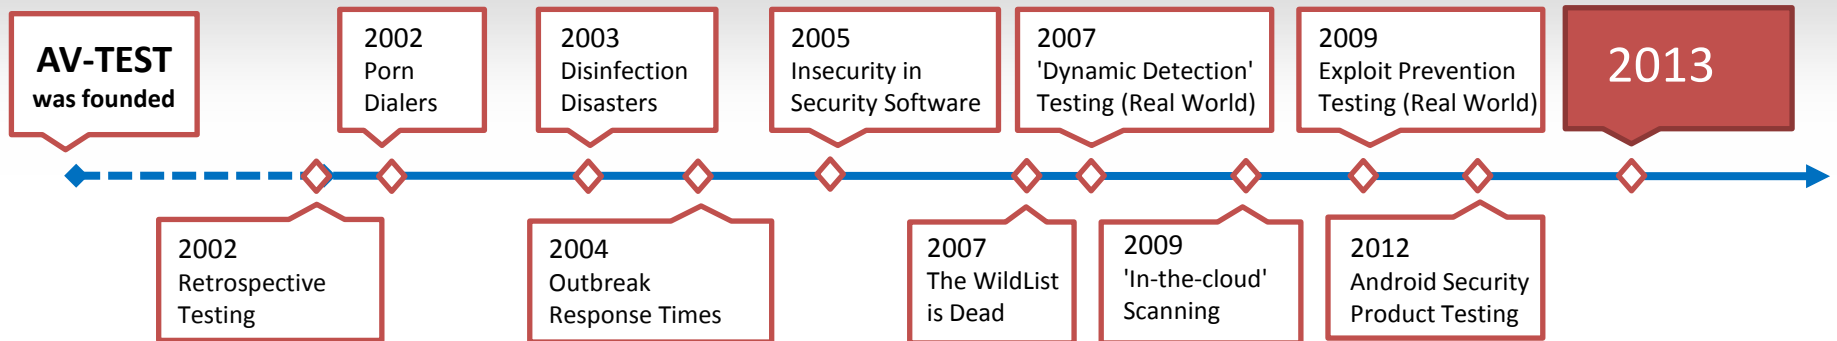 AV-TEST
was founded
2002
Porn
Dialers
2003
Disinfection
Disasters
2005
Insecurity in
Security Software
2007
'Dynamic Detection'
Testing (Real World)
2009
Exploit Prevention
Testing (Real World)
2013
2002
Retrospective
Testing
2004
Outbreak
Response Times
2007
The WildList
is Dead
2009
'In-the-cloud'
Scanning
2012
Android Security
Product Testing